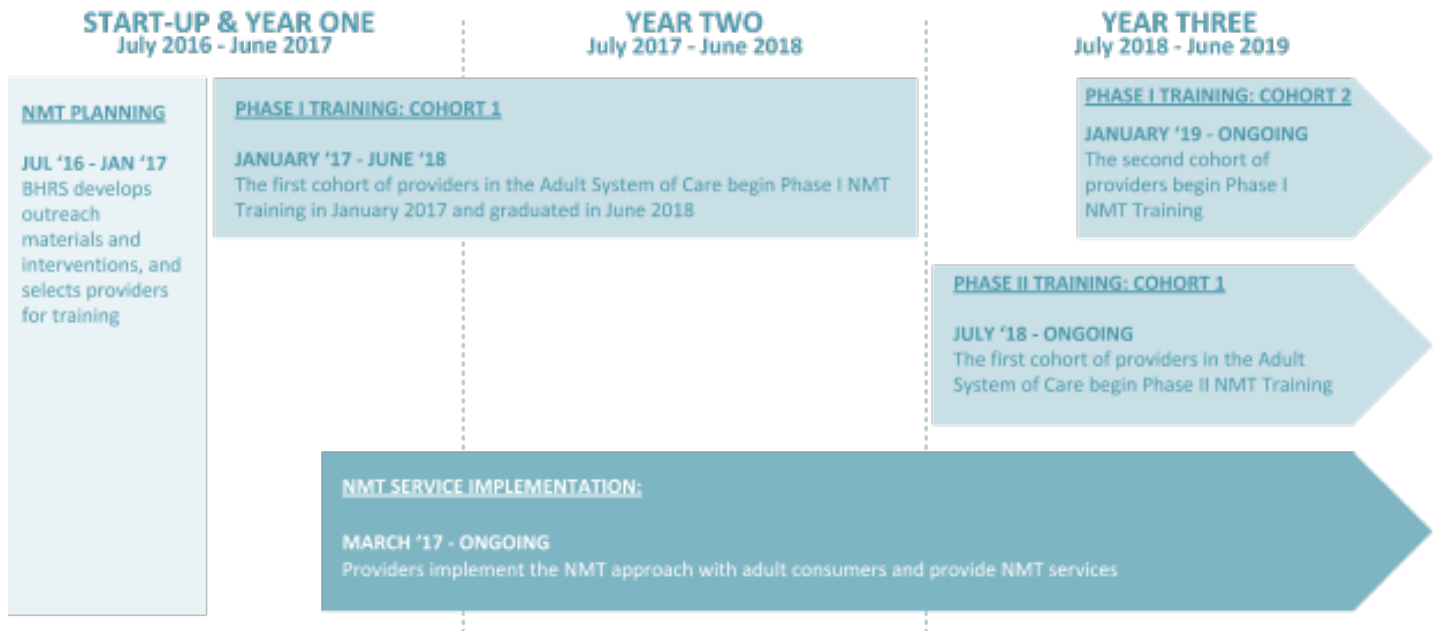 START-UP & YEAR ONE
July 2016 - June 2017
YEAR TWO
July 2017 - June 2018
YEAR THREE
July 2018 - June 2019
NMT PLANNING
JUL ‘16 - JAN ‘17
BHRS develops
outreach
materials and
interventions, and
selects providers
for training
PHASE I TRAINING: COHORT 1
JANUARY ‘17 - JUNE ‘18
The first cohort of providers in the Adult System of Care begin Phase I NMT
Training in January 2017 and graduated in June 2018
PHASE I TRAINING: COHORT 2
JANUARY ‘19 - ONGOING
The second cohort of
providers begin Phase I
NMT Training
PHASE II TRAINING: COHORT 1
JULY ‘18 - ONGOING
The first cohort of providers in the Adult
System of Care begin Phase II NMT Training
NMT SERVICE IMPLEMENTATION:
MARCH ‘17 - ONGOING
Providers implement the NMT approach with adult consumers and provide NMT services